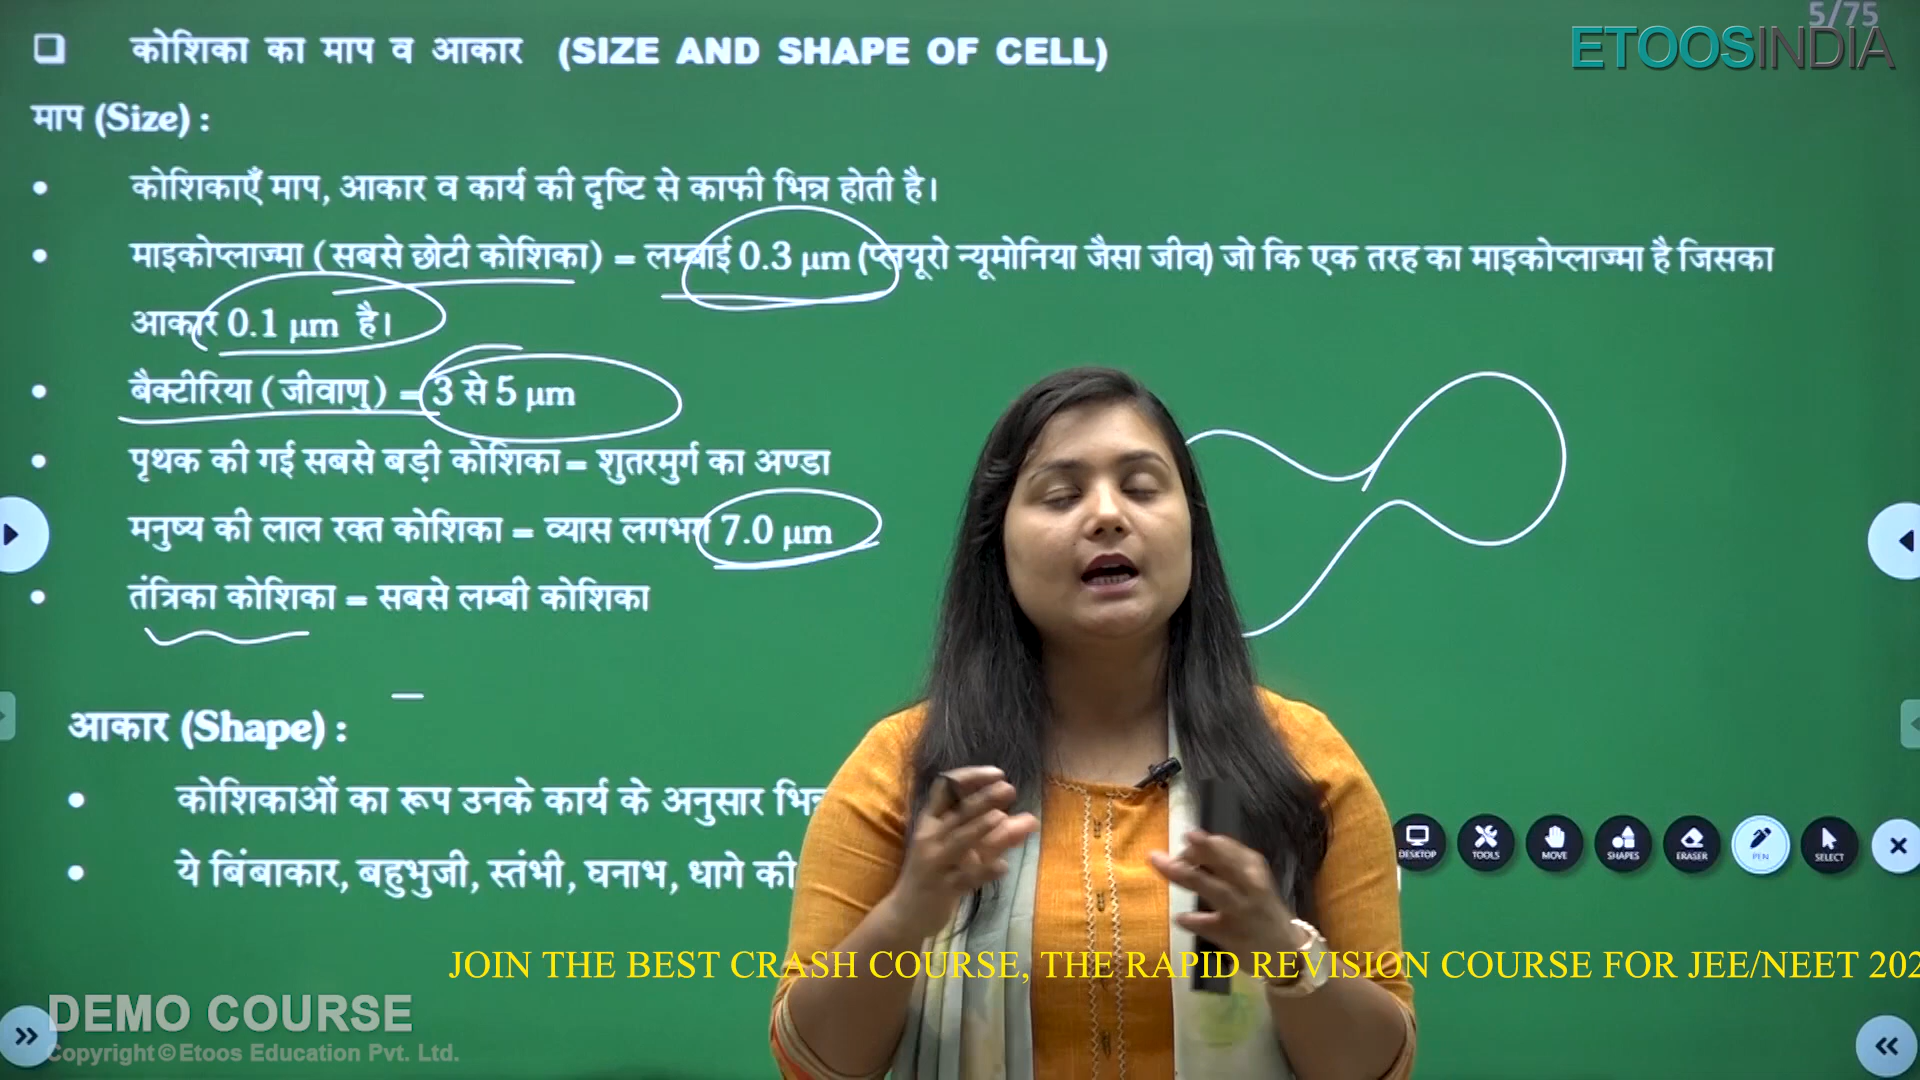 5/75
ETOOSINDIA
कोशिका का माप व आकार (SIZE AND SHAPE OF CELL)
माप (Size) :
• कोशिकाएँ माप, आकार व कार्य की दृष्टि से काफी भिन्न होती है।
• माइकोप्लाज्मा (सबसे छोटी कोशिका) = लम्बाई 0.3 μm (प्लयूरो न्यूमोनिया जैसा जीव) जो कि एक तरह का माइकोप्लाज्मा है जिसका
आकार 0.1 μm है।
• बैक्टीरिया (जीवाणु) = 3 से 5 μm
• पृथक की गई सबसे बड़ी कोशिका = शुतरमुर्ग का अण्डा
मनुष्य की लाल रक्त कोशिका = व्यास लगभग 7.0 μm
• तंत्रिका कोशिका = सबसे लम्बी कोशिका
आकार (Shape) :
• कोशिकाओं का रूप उनके कार्य के अनुसार
• ये बिंबाकार, बहुभुजी, स्तंभी, घनाभ, धागे की
DESKTOP TOOLS MOVE SHAPES ERASER PEN SELECT
JOIN THE BEST CRASH COURSE, THE RAPID REVISION COURSE FOR JEE/NEET 202
DEMO COURSE
Copyright © Etoos Education Pvt. Ltd.